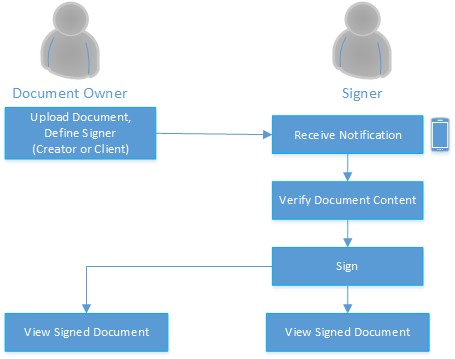 Document Owner
Signer
Upload Document,
Define Signer
(Creator or Client)
Receive Notification
Verify Document Content
Sign
View Signed Document
View Signed Document